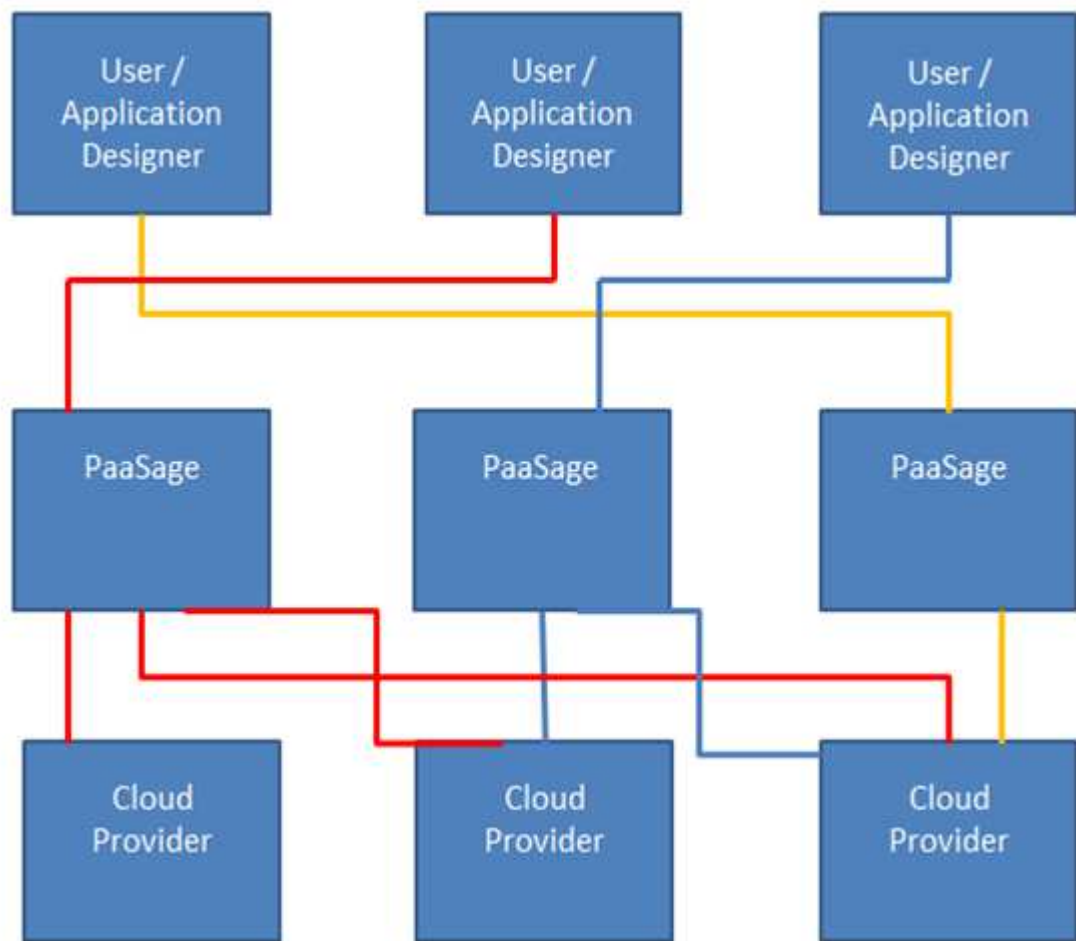 User /
Application
Designer
User /
Application
Designer
User /
Application
Designer
PaaSage
PaaSage
PaaSage
Cloud
Provider
Cloud
Provider
Cloud
Provider